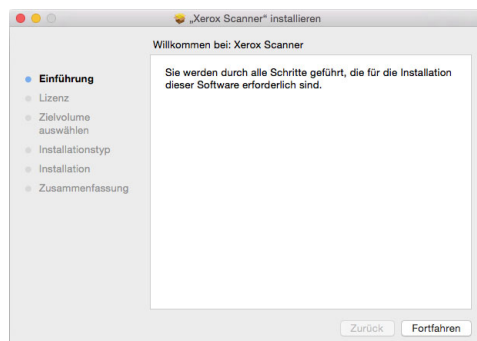 „Xerox Scanner“ installieren
Willkommen bei: Xerox Scanner
Einführung
Lizenz
Zielvolume
auswählen
Installationstyp
Installation
Zusammenfassung
Sie werden durch alle Schritte geführt, die für die Installation
dieser Software erforderlich sind.
Zurück
Fortfahren